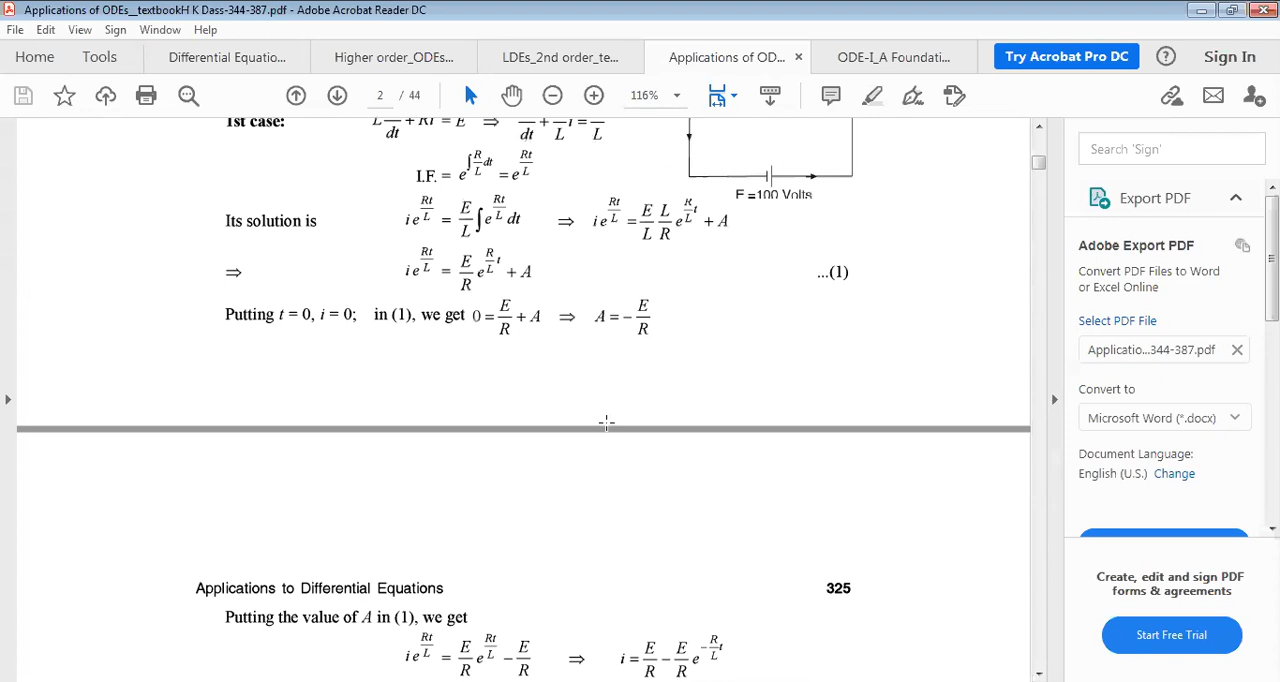 Applications of ODEs__textbookH K Dass-344-387.pdf - Adobe Acrobat Reader DC
File Edit View Sign Window Help
Home Tools Differential Equatio... Higher order_ODEs... LDEs_2nd order_te... Applications of OD... × ODE-I_A Foundati... Try Acrobat Pro DC Sign In
2 / 44 116%
1st case: L di/dt + Ri = E ⇒ di/dt + R/L i = E/L
I.F. = e^{∫ R/L dt} = e^{Rt/L}
E =100 Volts
Its solution is i e^{Rt/L} = E/L ∫ e^{Rt/L} dt ⇒ i e^{Rt/L} = E/L L/R e^{R/L t} + A
⇒ i e^{Rt/L} = E/R e^{R/L t} + A ...(1)
Putting t = 0, i = 0; in (1), we get 0 = E/R + A ⇒ A = − E/R
Applications to Differential Equations 325
Putting the value of A in (1), we get
i e^{Rt/L} = E/R e^{Rt/L} − E/R ⇒ i = E/R − E/R e^{−R/L t}
Search 'Sign'
Export PDF
Adobe Export PDF
Convert PDF Files to Word
or Excel Online
Select PDF File
Applicatio...344-387.pdf ×
Convert to
Microsoft Word (*.docx)
Document Language:
English (U.S.) Change
Create, edit and sign PDF
forms & agreements
Start Free Trial